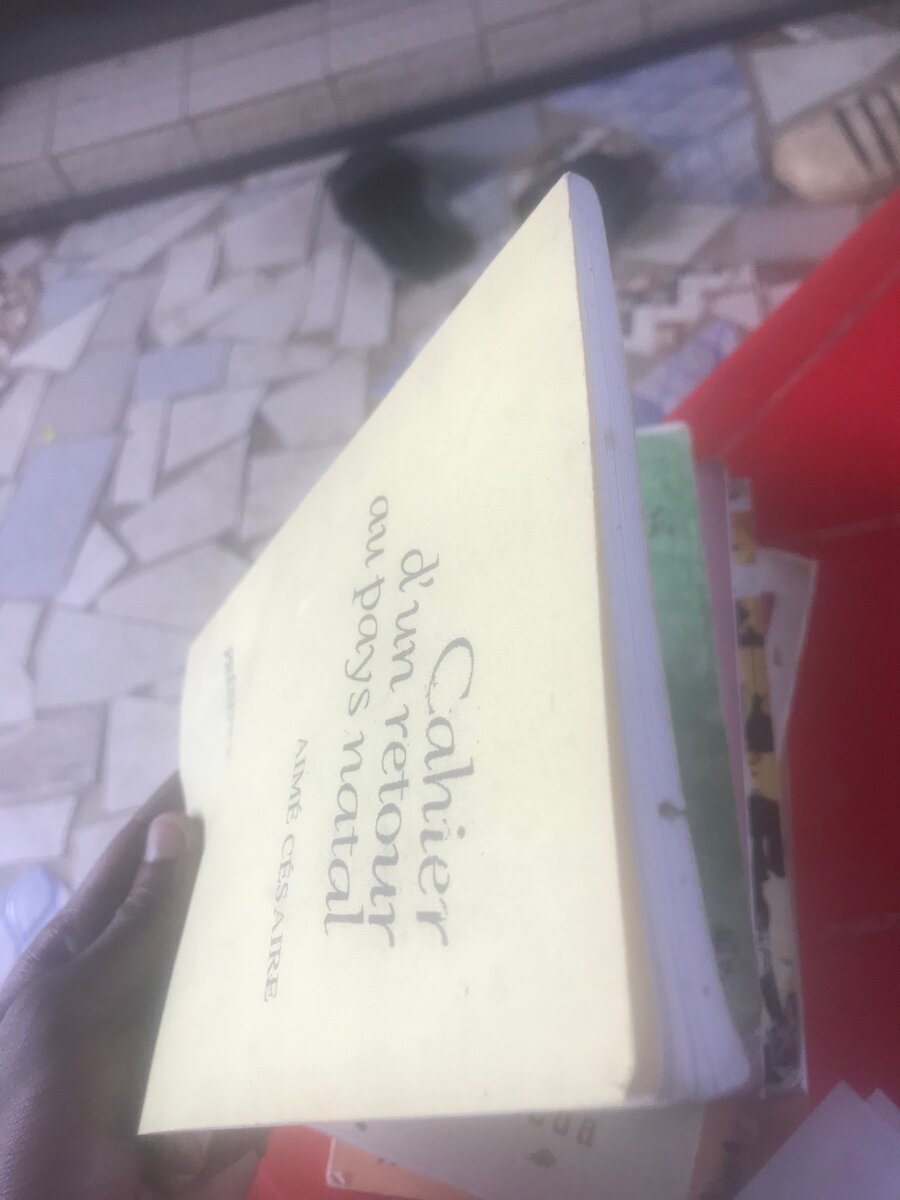 Cahier
d'un retour
au pays natal
AIMÉ CÉSAIRE